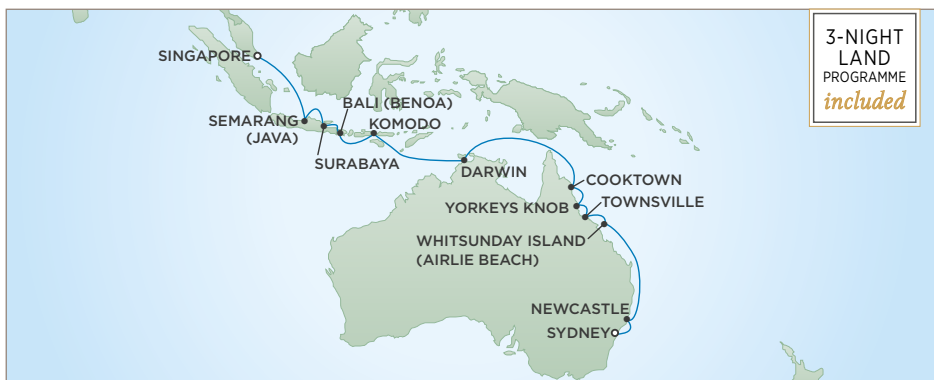 3-NIGHT
LAND
PROGRAMME
included
SINGAPORE
BALI (BENOA)
SEMARANG
(JAVA)
KOMODO
SURABAYA
DARWIN
COOKTOWN
YORKEYS KNOB
TOWNSVILLE
WHITSUNDAY ISLAND
(AIRLIE BEACH)
NEWCASTLE
SYDNEY